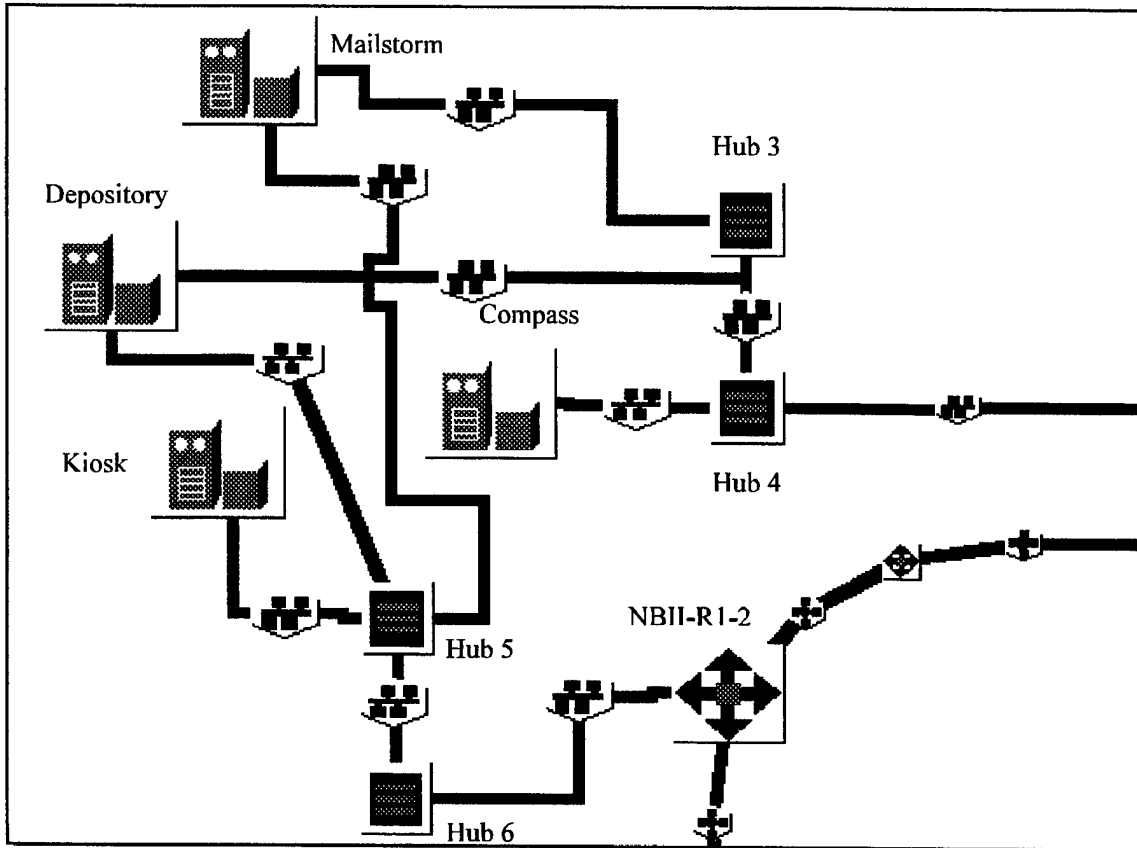 Mailstorm
Hub 3
Depository
Compass
Kiosk
Hub 4
NBII-R1-2
Hub 5
Hub 6